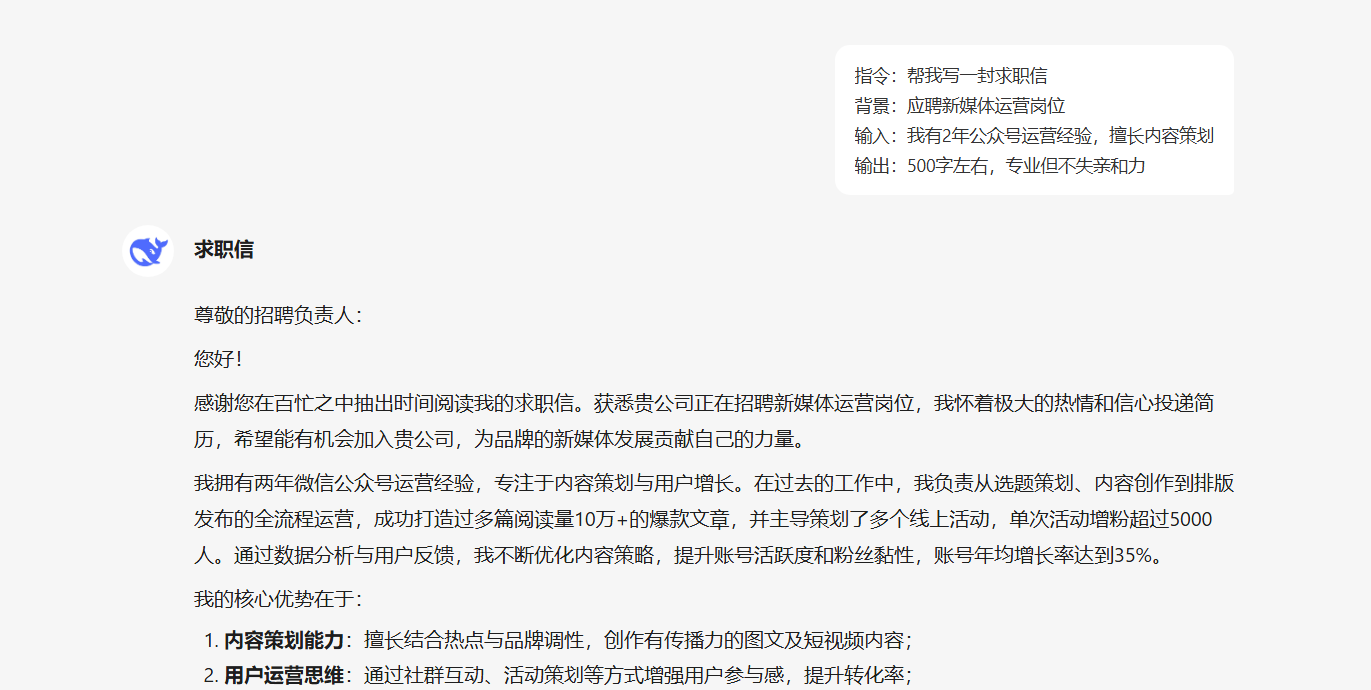 指令：帮我写一封求职信
背景：应聘新媒体运营岗位
输入：我有2年公众号运营经验，擅长内容策划
输出：500字左右，专业但不失亲和力
求职信
尊敬的招聘负责人：
您好！
感谢您在百忙之中抽出时间阅读我的求职信。获悉贵公司正在招聘新媒体运营岗位，我怀着极大的热情和信心投递简
历，希望能有机会加入贵公司，为品牌的新媒体发展贡献自己的力量。
我拥有两年微信公众号运营经验，专注于内容策划与用户增长。在过去的工作中，我负责从选题策划、内容创作到排版
发布的全流程运营，成功打造过多篇阅读量10万+的爆款文章，并主导策划了多个线上活动，单次活动增粉超过5000
人。通过数据分析与用户反馈，我不断优化内容策略，提升账号活跃度和粉丝黏性，账号年均增长率达到35%。
我的核心优势在于：
1. 内容策划能力：擅长结合热点与品牌调性，创作有传播力的图文及短视频内容；
2. 用户运营思维：通过社群互动、活动策划等方式增强用户参与感，提升转化率；